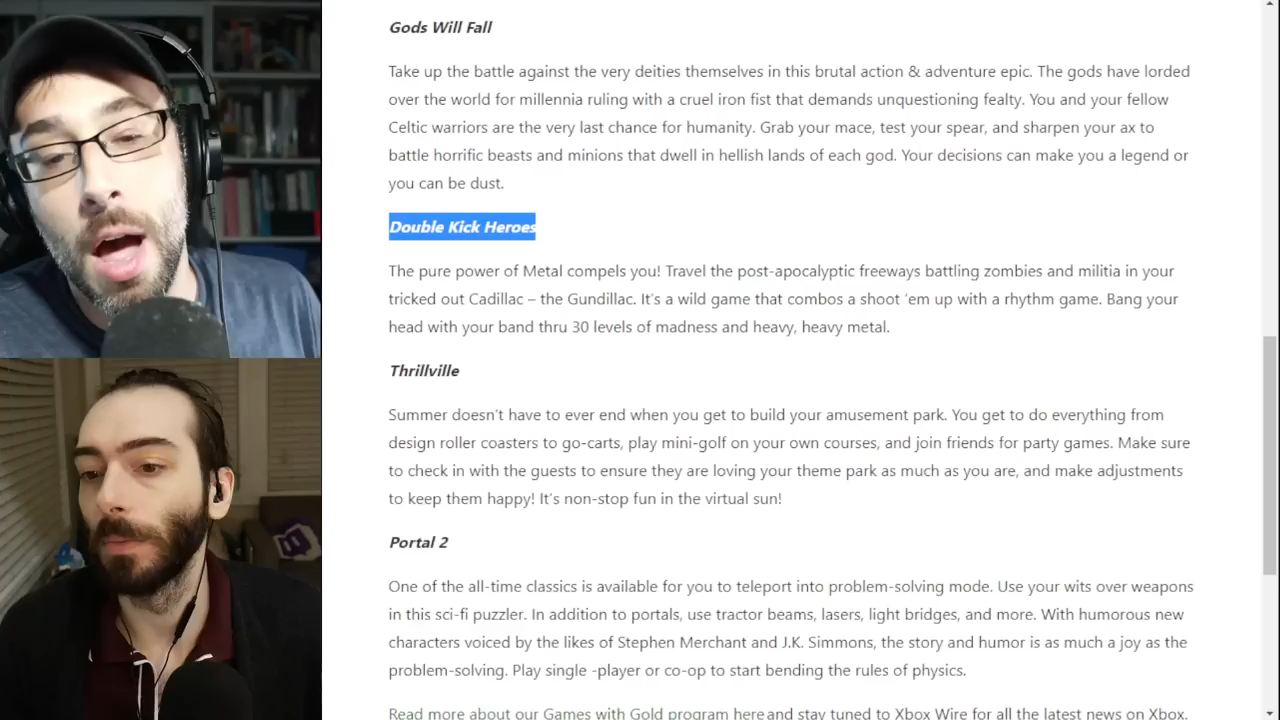 Gods Will Fall
Take up the battle against the very deities themselves in this brutal action & adventure epic. The gods have lorded
over the world for millennia ruling with a cruel iron fist that demands unquestioning fealty. You and your fellow
Celtic warriors are the very last chance for humanity. Grab your mace, test your spear, and sharpen your ax to
battle horrific beasts and minions that dwell in hellish lands of each god. Your decisions can make you a legend or
you can be dust.
Double Kick Heroes
The pure power of Metal compels you! Travel the post-apocalyptic freeways battling zombies and militia in your
tricked out Cadillac – the Gundillac. It's a wild game that combos a shoot 'em up with a rhythm game. Bang your
head with your band thru 30 levels of madness and heavy, heavy metal.
Thrillville
Summer doesn't have to ever end when you get to build your amusement park. You get to do everything from
design roller coasters to go-carts, play mini-golf on your own courses, and join friends for party games. Make sure
to check in with the guests to ensure they are loving your theme park as much as you are, and make adjustments
to keep them happy! It's non-stop fun in the virtual sun!
Portal 2
One of the all-time classics is available for you to teleport into problem-solving mode. Use your wits over weapons
in this sci-fi puzzler. In addition to portals, use tractor beams, lasers, light bridges, and more. With humorous new
characters voiced by the likes of Stephen Merchant and J.K. Simmons, the story and humor is as much a joy as the
problem-solving. Play single -player or co-op to start bending the rules of physics.
Read more about our Games with Gold program here and stay tuned to Xbox Wire for all the latest news on Xbox.